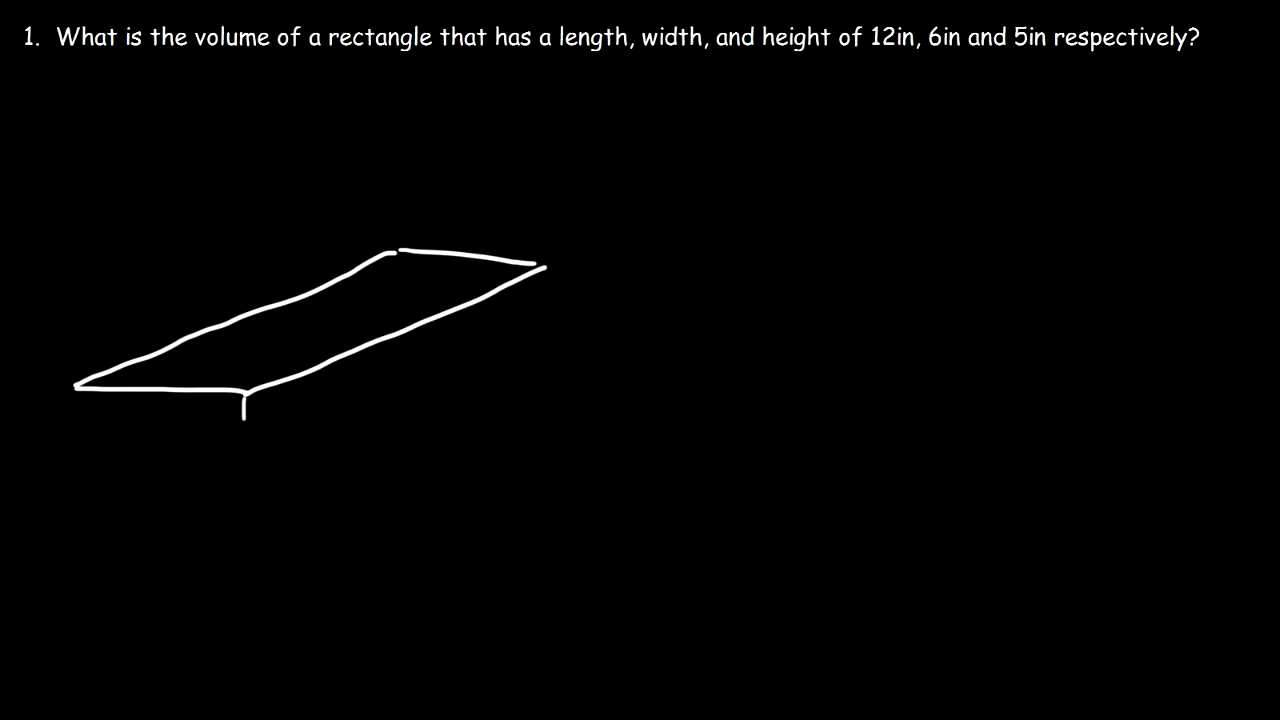 1. What is the volume of a rectangle that has a length, width, and height of 12in, 6in and 5in respectively?